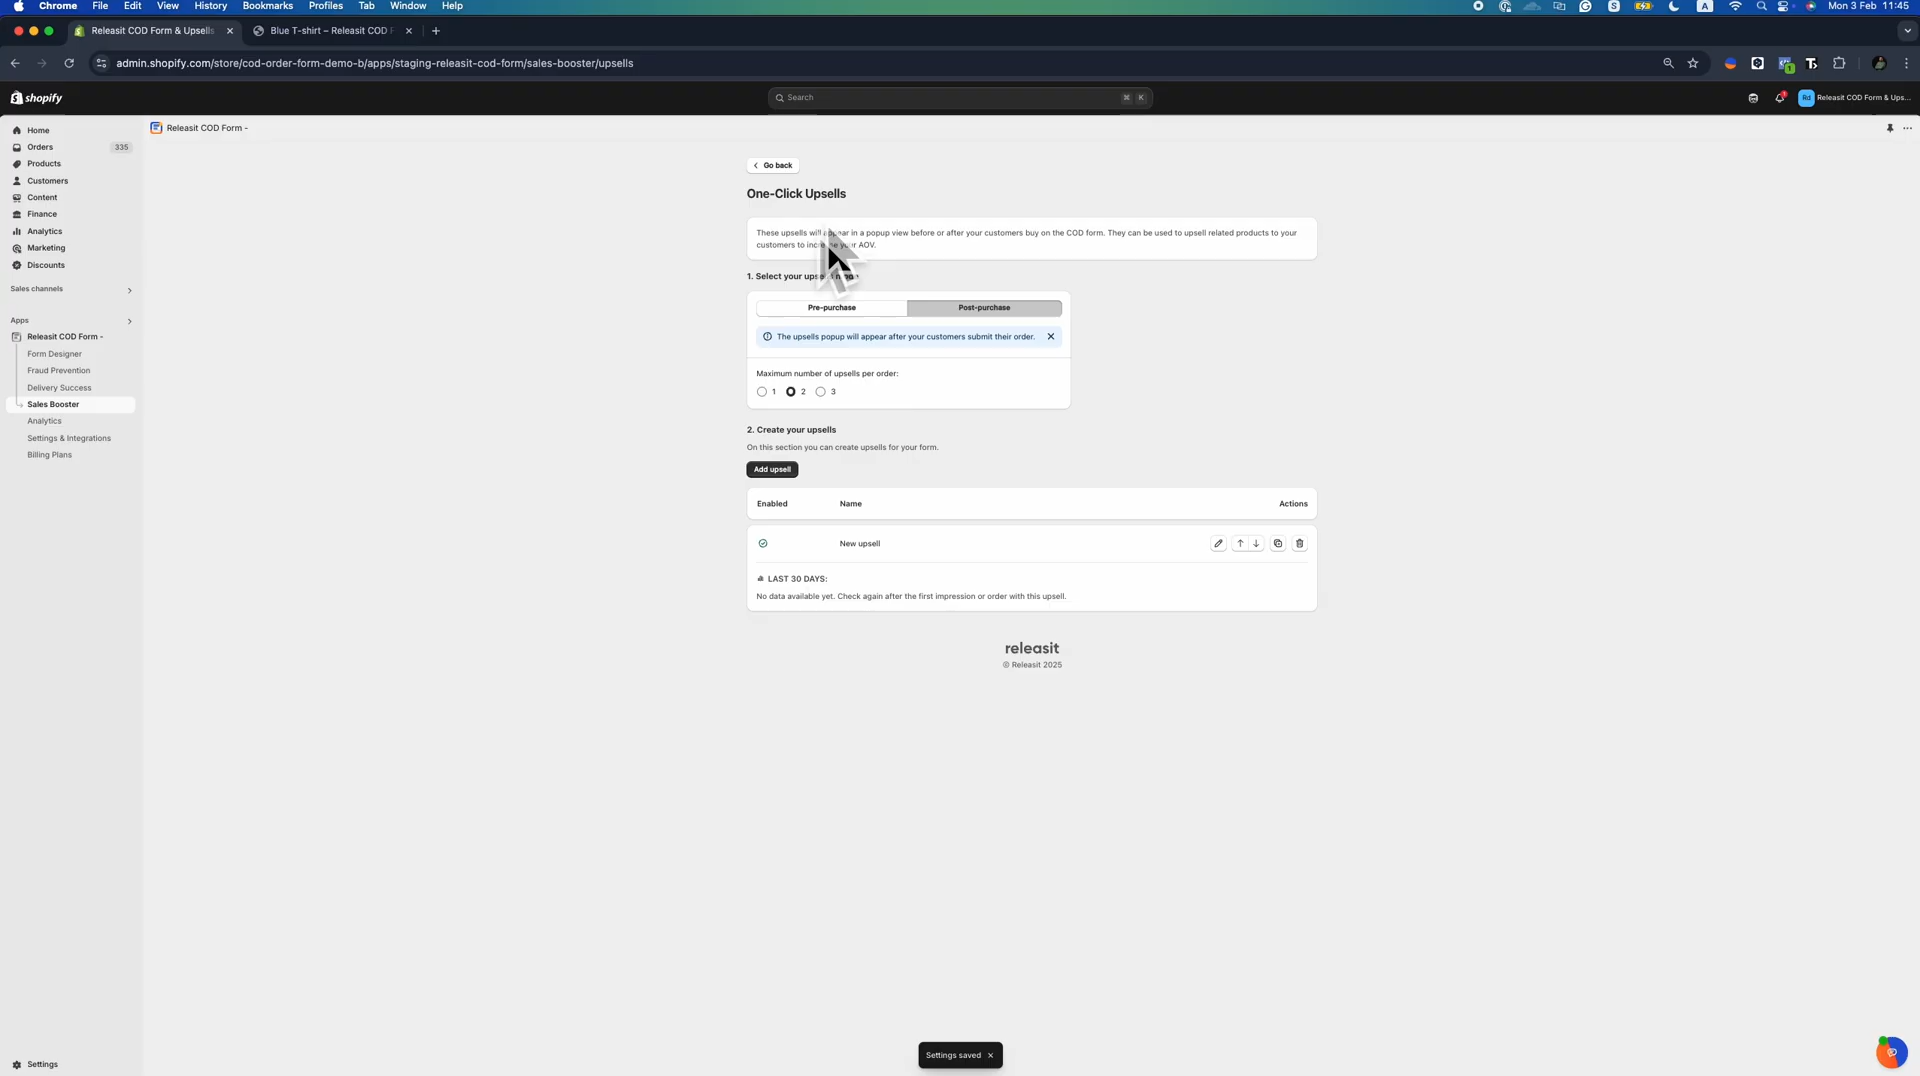 Chrome File Edit View History Bookmarks Profiles Tab Window Help
A
Mon 3 Feb 11:45
Releasit COD Form & Upsells
Blue T-shirt – Releasit COD F
admin.shopify.com/store/cod-order-form-demo-b/apps/staging-releasit-cod-form/sales-booster/upsells
shopify
Search
⌘ K
Rd Releasit COD Form & Ups...
Home
Orders 335
Products
Customers
Content
Finance
Analytics
Marketing
Discounts
Sales channels
Apps
Releasit COD Form -
Form Designer
Fraud Prevention
Delivery Success
Sales Booster
Analytics
Settings & Integrations
Billing Plans
Settings
Releasit COD Form -
Go back
One-Click Upsells
These upsells will appear in a popup view before or after your customers buy on the COD form. They can be used to upsell related products to your
customers to increase your AOV.
1. Select your upsell mode
Pre-purchase Post-purchase
The upsells popup will appear after your customers submit their order.
Maximum number of upsells per order:
1 2 3
2. Create your upsells
On this section you can create upsells for your form.
Add upsell
Enabled Name Actions
New upsell
LAST 30 DAYS:
No data available yet. Check again after the first impression or order with this upsell.
releasit
© Releasit 2025
Settings saved